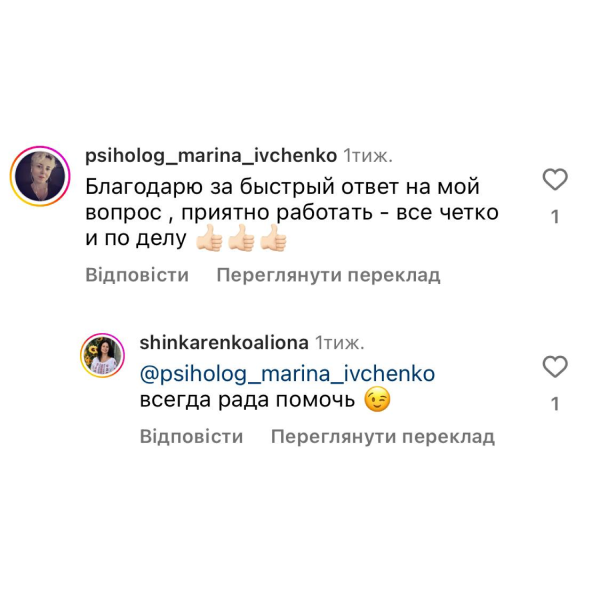 psiholog_marina_ivchenko 1тиж.
Благодарю за быстрый ответ на мой
вопрос , приятно работать - все четко
и по делу 👍🏻👍🏻👍🏻
1
Відповісти Переглянути переклад
shinkarenkoaliona 1тиж.
@psiholog_marina_ivchenko
всегда рада помочь 😉
1
Відповісти Переглянути переклад